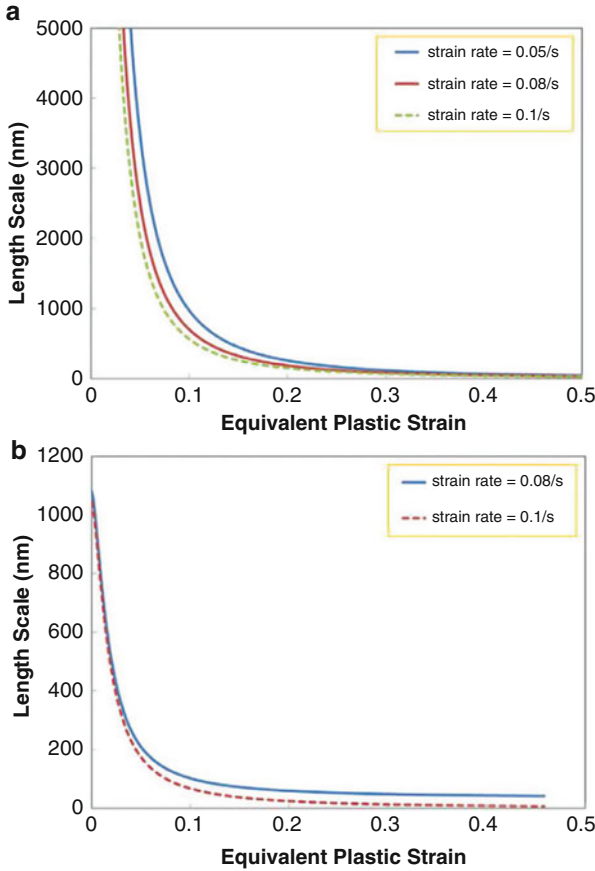 a
5000
4000
3000
2000
1000
0
Length Scale (nm)
strain rate = 0.05/s
strain rate = 0.08/s
strain rate = 0.1/s
0 0.1 0.2 0.3 0.4 0.5
Equivalent Plastic Strain
b
1200
1000
800
600
400
200
0
Length Scale (nm)
strain rate = 0.08/s
strain rate = 0.1/s
0 0.1 0.2 0.3 0.4 0.5
Equivalent Plastic Strain